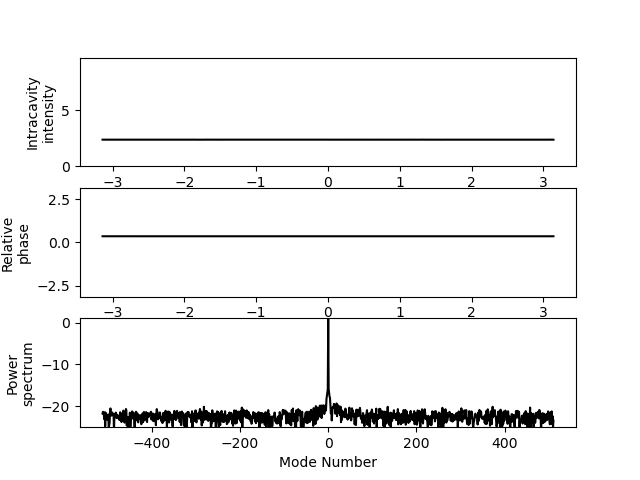 Intracavity
intensity
5
0
−3 −2 −1 0 1 2 3
Relative
phase
2.5
0.0
−2.5
−3 −2 −1 0 1 2 3
Power
spectrum
0
−10
−20
−400 −200 0 200 400
Mode Number